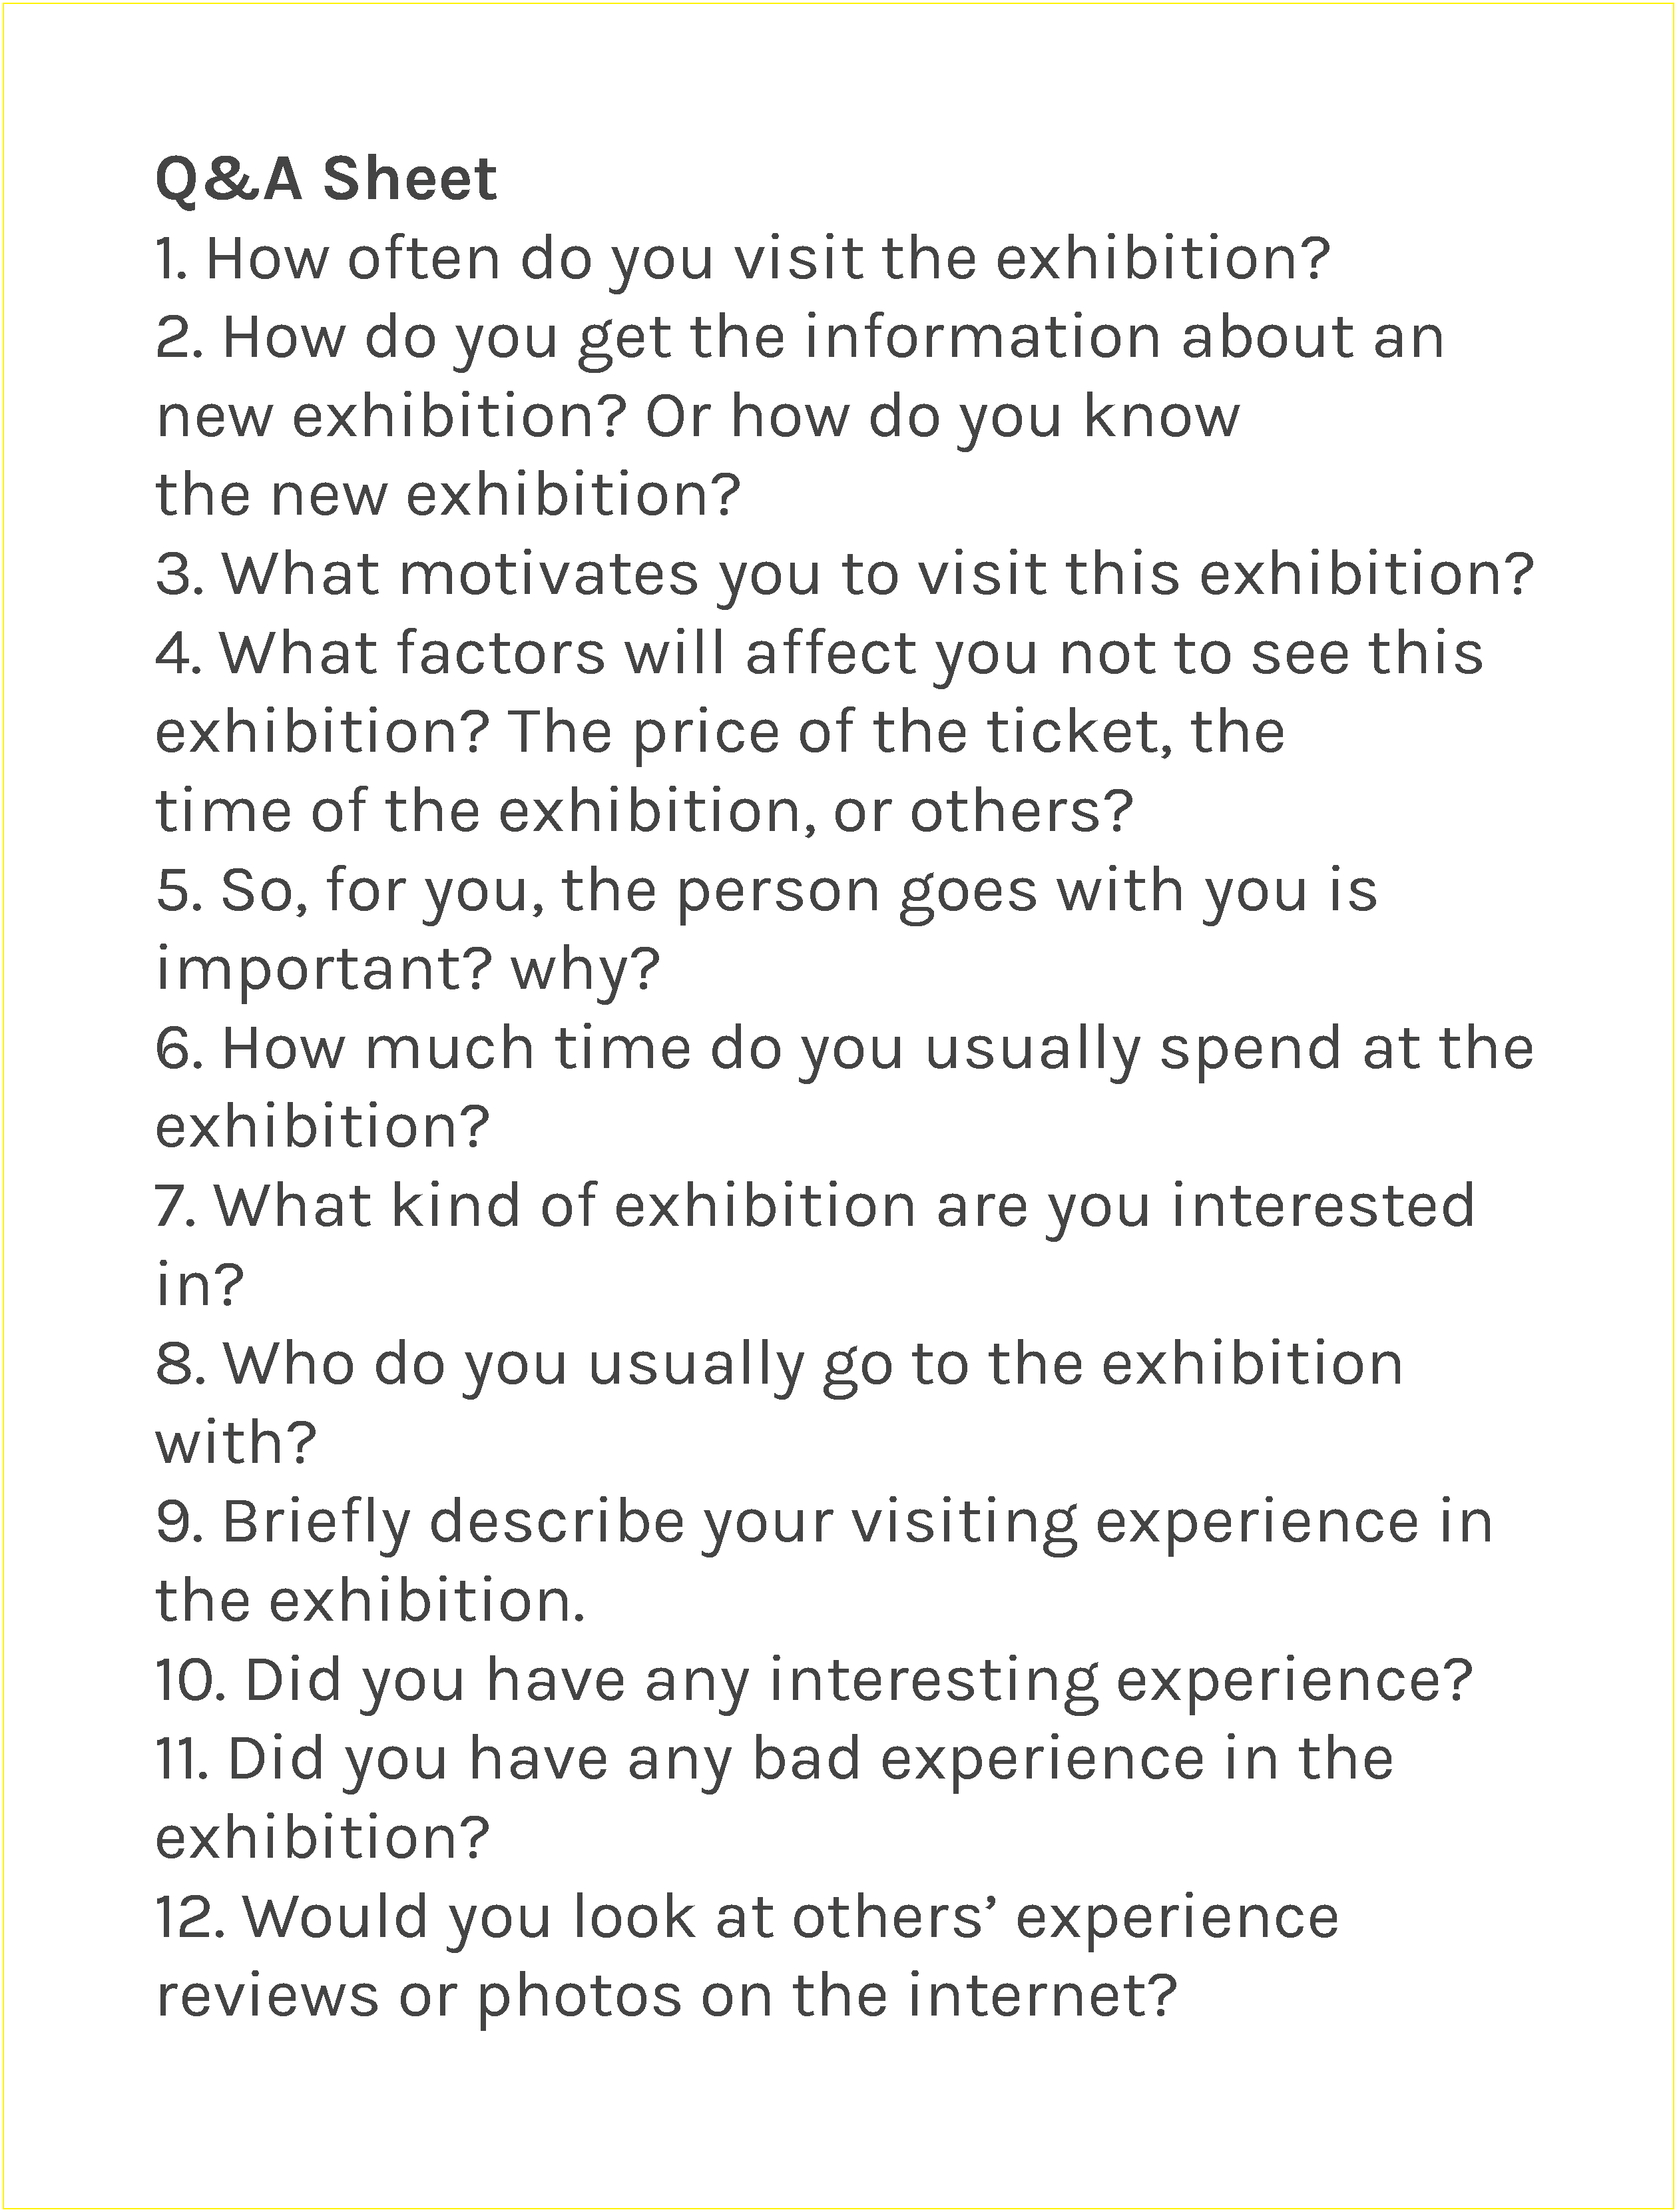 Q&A Sheet
1. How often do you visit the exhibition?
2. How do you get the information about an
new exhibition? Or how do you know
the new exhibition?
3. What motivates you to visit this exhibition?
4. What factors will affect you not to see this
exhibition? The price of the ticket, the
time of the exhibition, or others?
5. So, for you, the person goes with you is
important? why?
6. How much time do you usually spend at the
exhibition?
7. What kind of exhibition are you interested
in?
8. Who do you usually go to the exhibition
with?
9. Briefly describe your visiting experience in
the exhibition.
10. Did you have any interesting experience?
11. Did you have any bad experience in the
exhibition?
12. Would you look at others’ experience
reviews or photos on the internet?